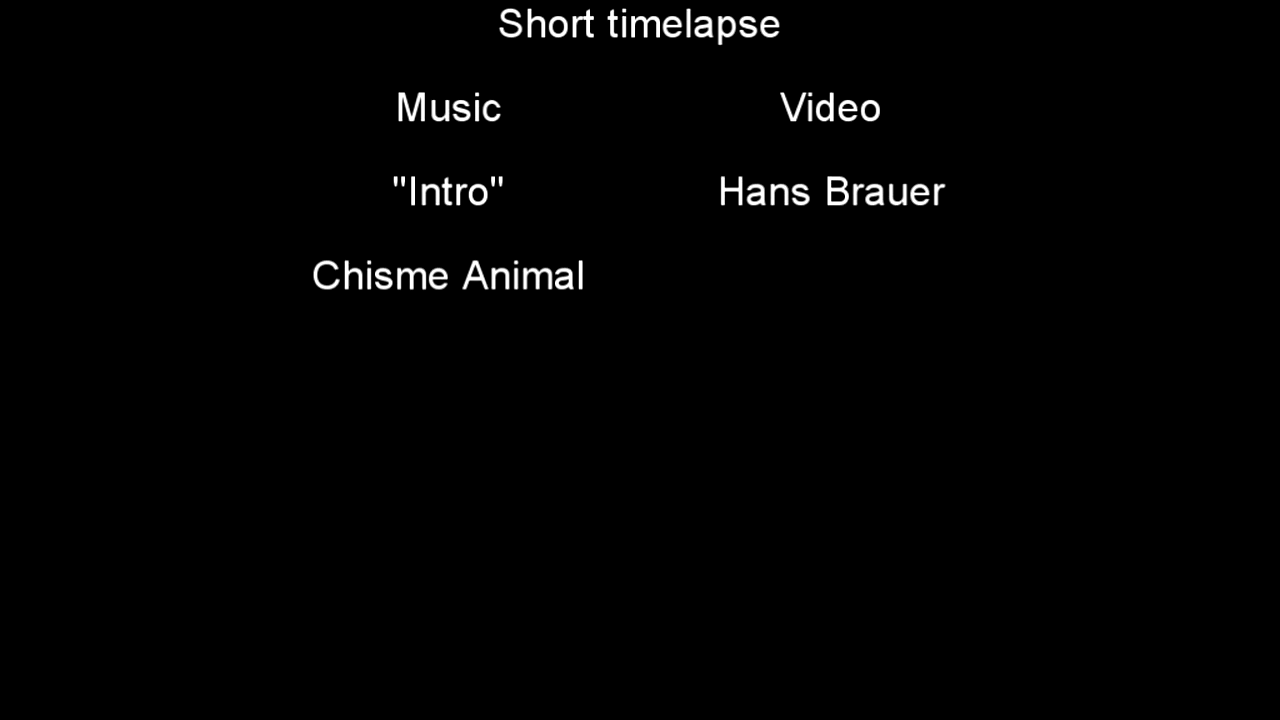 Short timelapse
Music Video
"Intro" Hans Brauer
Chisme Animal